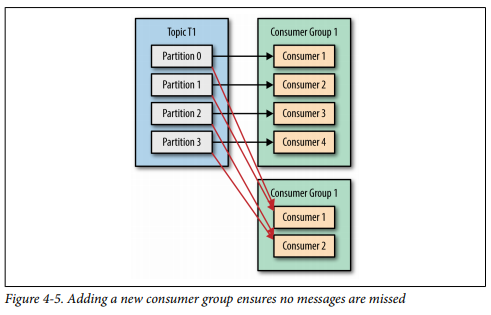 Topic T1
Partition 0
Partition 1
Partition 2
Partition 3
Consumer Group 1
Consumer 1
Consumer 2
Consumer 3
Consumer 4
Consumer Group 1
Consumer 1
Consumer 2
Figure 4-5. Adding a new consumer group ensures no messages are missed